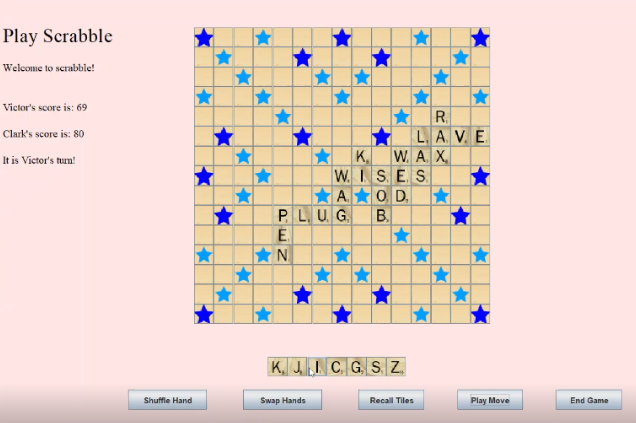 Play Scrabble
Welcome to scrabble!
Victor's score is: 69
Clark's score is: 80
It is Victor's turn!
R
L A V E
K W A X
W I S E S
A O D
P L U G B
E
N
K J I C G S Z
Shuffle Hand Swap Hands Recall Tiles Play Move End Game